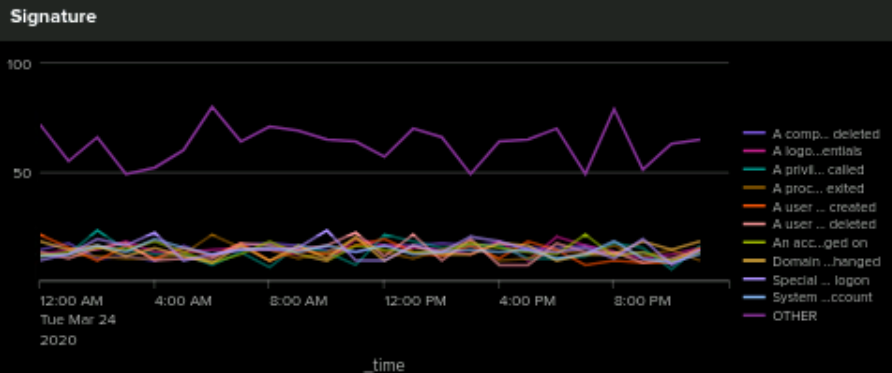 Signature
100
50
A comp... deleted
A logo...entials
A privi... called
A proc... exited
A user ... created
A user ... deleted
An acc...ged on
Domain ...hanged
Special ... logon
System ...ccount
OTHER
12:00 AM 4:00 AM 8:00 AM 12:00 PM 4:00 PM 8:00 PM
Tue Mar 24
2020
_time